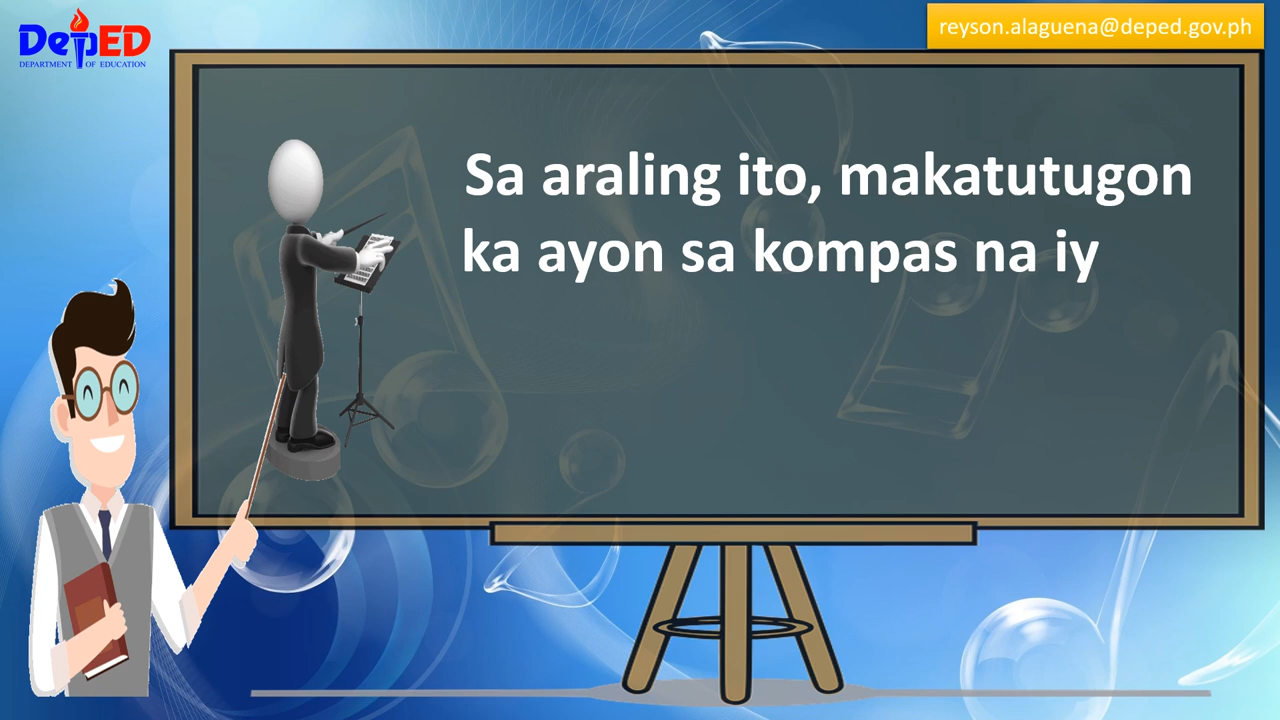 DepED
DEPARTMENT OF EDUCATION
reyson.alaguena@deped.gov.ph
Sa araling ito, makatutugon
ka ayon sa kompas na iy